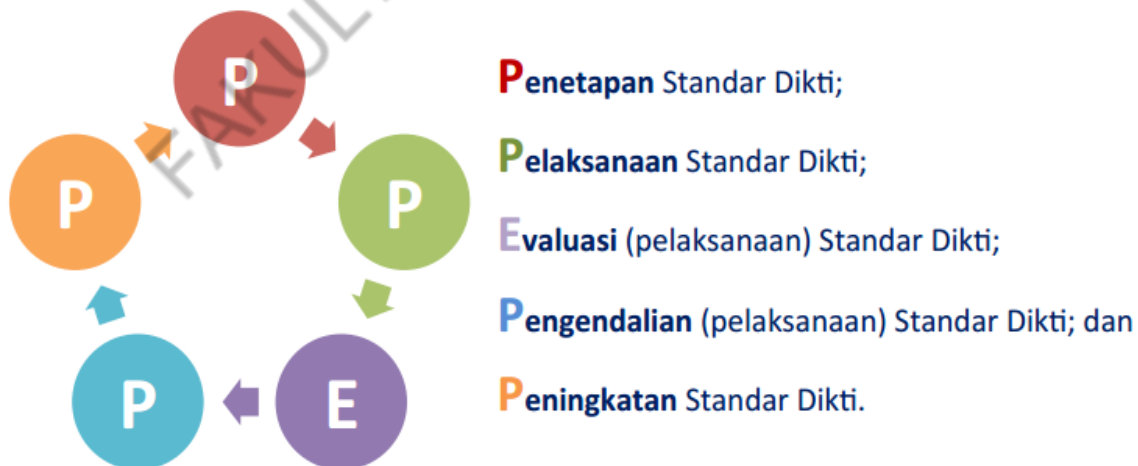 P
Penetapan Standar Dikti;
P
P
Pelaksanaan Standar Dikti;
Evaluasi (pelaksanaan) Standar Dikti;
Pengendalian (pelaksanaan) Standar Dikti; dan
P
E
Peningkatan Standar Dikti.